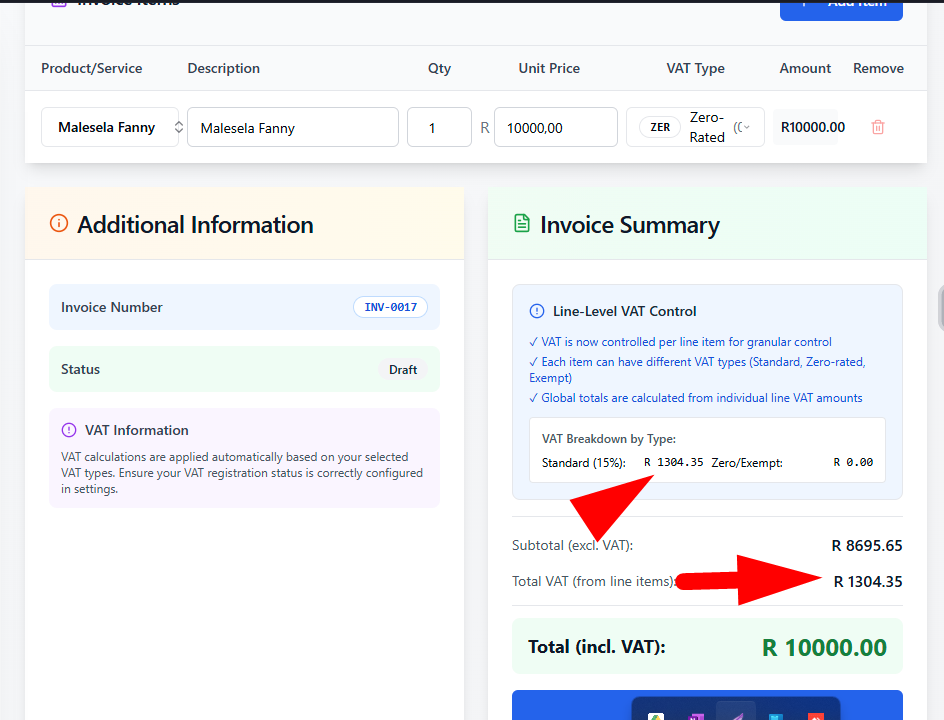 Invoice Items
Add Item
Product/Service Description Qty Unit Price VAT Type Amount Remove
Malesela Fanny Malesela Fanny 1 R 10000,00 ZER Zero-
Rated (0 R10000.00
Additional Information
Invoice Number INV-0017
Status Draft
VAT Information
VAT calculations are applied automatically based on your selected
VAT types. Ensure your VAT registration status is correctly configured
in settings.
Invoice Summary
Line-Level VAT Control
✓ VAT is now controlled per line item for granular control
✓ Each item can have different VAT types (Standard, Zero-rated,
Exempt)
✓ Global totals are calculated from individual line VAT amounts
VAT Breakdown by Type:
Standard (15%): R 1304.35 Zero/Exempt: R 0.00
Subtotal (excl. VAT): R 8695.65
Total VAT (from line items): R 1304.35
Total (incl. VAT): R 10000.00